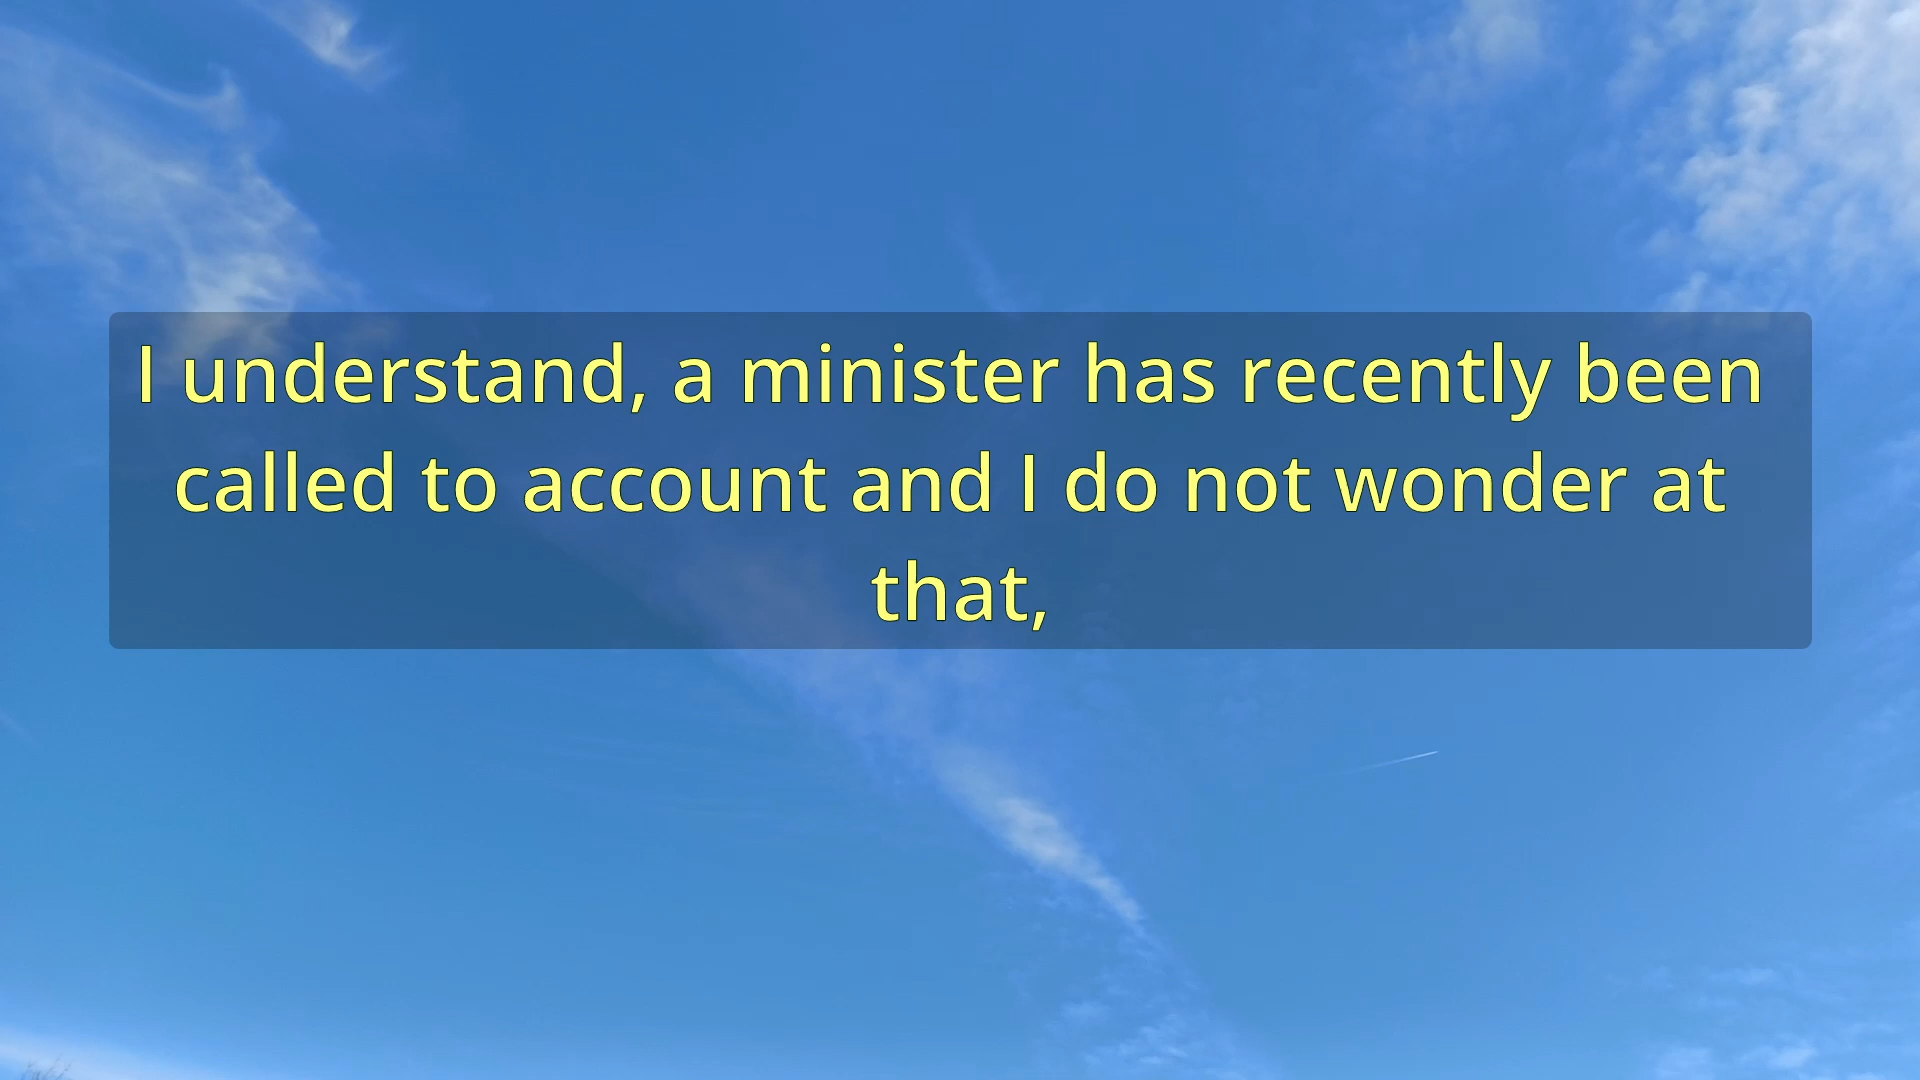 I understand, a minister has recently been
called to account and I do not wonder at
that,